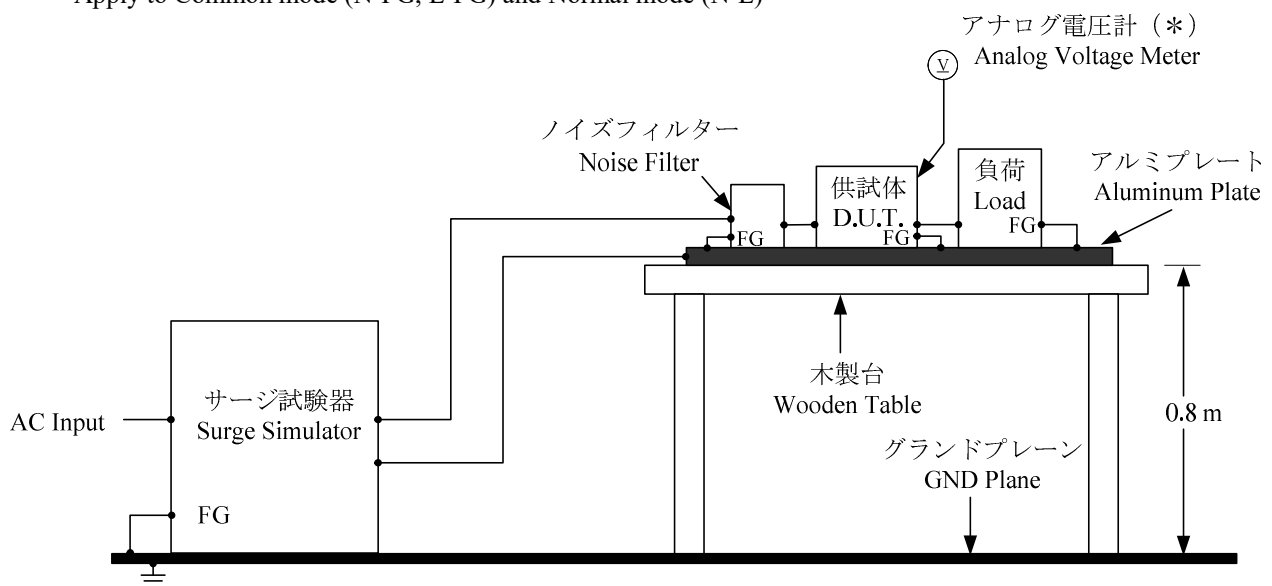 Apply to Common mode (N-FG, L-FG) and Normal mode (N-L)
アナログ電圧計（＊）
Analog Voltage Meter
V
ノイズフィルター
Noise Filter
アルミプレート
Aluminum Plate
供試体
D.U.T.
負荷
Load
FG
FG
FG
木製台
Wooden Table
サージ試験器
Surge Simulator
AC Input
0.8 m
グランドプレーン
GND Plane
FG